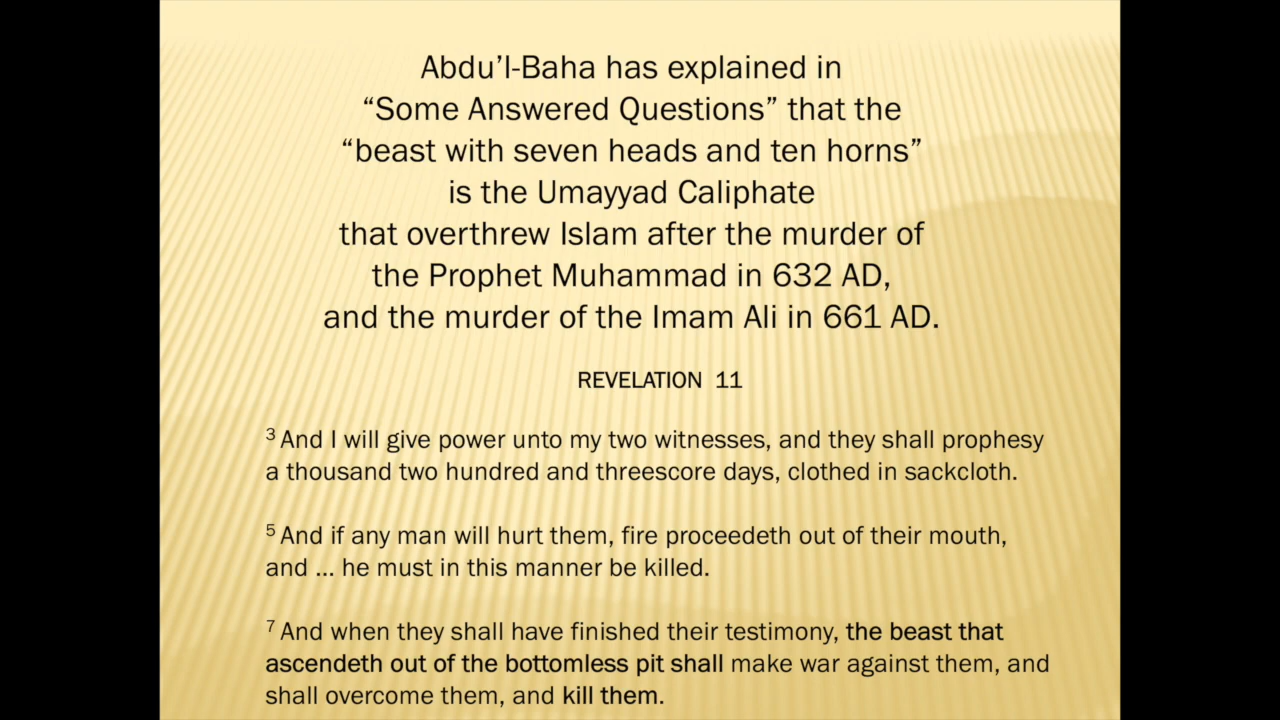 Abdu’l-Baha has explained in
“Some Answered Questions” that the
“beast with seven heads and ten horns”
is the Umayyad Caliphate
that overthrew Islam after the murder of
the Prophet Muhammad in 632 AD,
and the murder of the Imam Ali in 661 AD.
REVELATION 11
3 And I will give power unto my two witnesses, and they shall prophesy
a thousand two hundred and threescore days, clothed in sackcloth.
5 And if any man will hurt them, fire proceedeth out of their mouth,
and ... he must in this manner be killed.
7 And when they shall have finished their testimony, the beast that
ascendeth out of the bottomless pit shall make war against them, and
shall overcome them, and kill them.